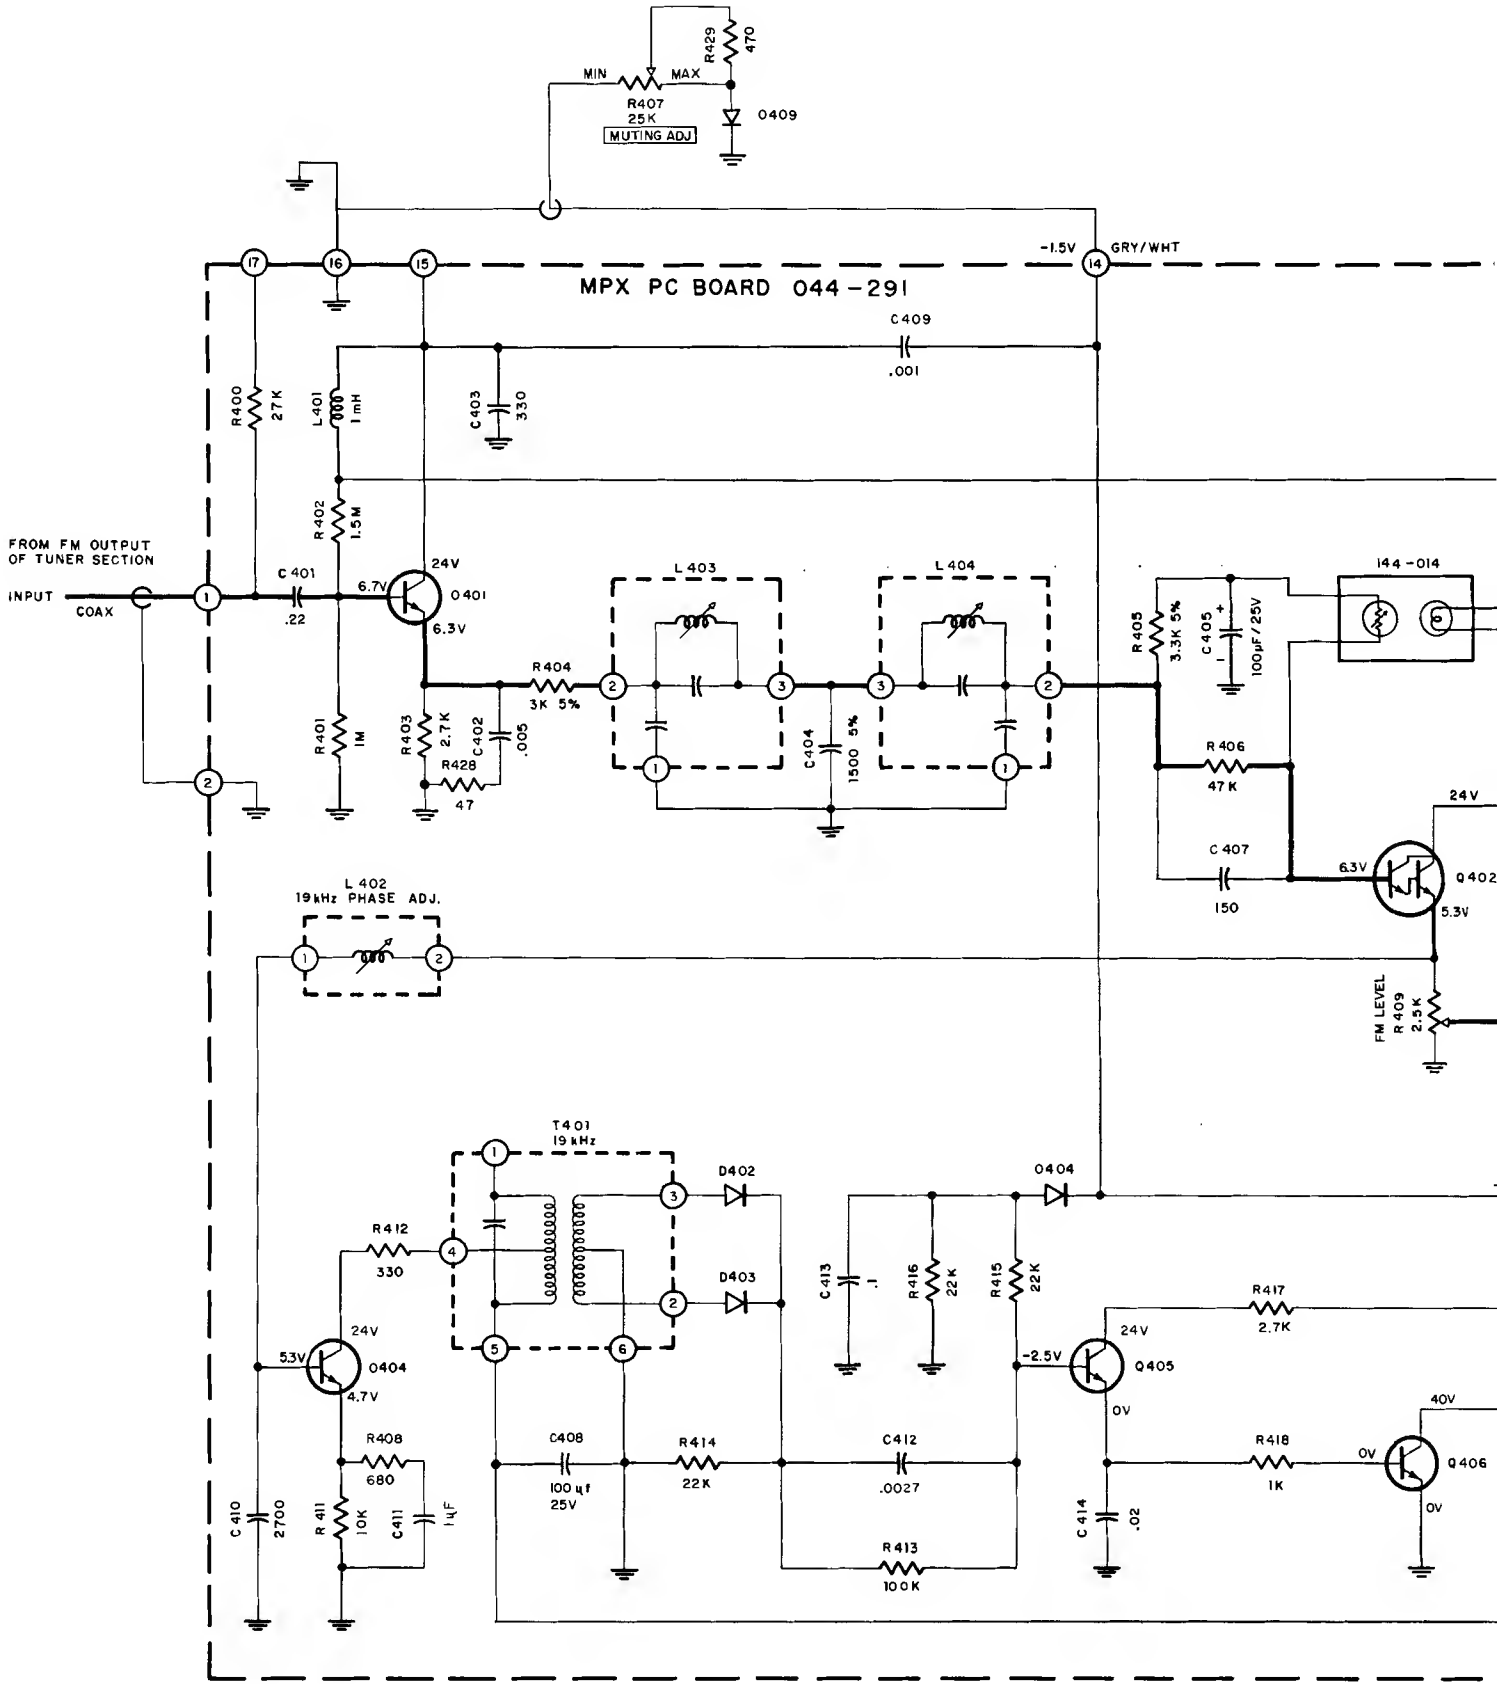 R429
470
MIN
MAX
R407
25K
MUTING ADJ
O409
-1.5V
GRY/WHT
17
16
15
14
MPX PC BOARD 044-291
C409
.001
R400
27K
L401
1mH
C403
330
R402
1.5M
FROM FM OUTPUT
OF TUNER SECTION
INPUT
COAX
1
C401
.22
6.7V
24V
O401
6.3V
L403
L404
144-014
R405
3.3K 5%
C405
+
100µF/25V
R404
3K 5%
2
3
3
2
R401
1M
R403
2.7K
C402
.005
R428
47
C404
1500 5%
1
1
R406
47K
2
24V
C407
150
6.3V
Q402
5.3V
L402
19kHz PHASE ADJ.
1
2
FM LEVEL
R409
2.5K
T401
19kHz
1
3
D402
O404
R412
330
4
D403
2
C413
.1
R416
22K
R415
22K
R417
2.7K
24V
5.3V
O404
4.7V
5
6
24V
-2.5V
Q405
0V
40V
R408
680
C408
100µf
25V
R414
22K
C412
.0027
R418
1K
0V
Q406
0V
C410
2700
R411
10K
C411
1µF
C414
.02
R413
100K